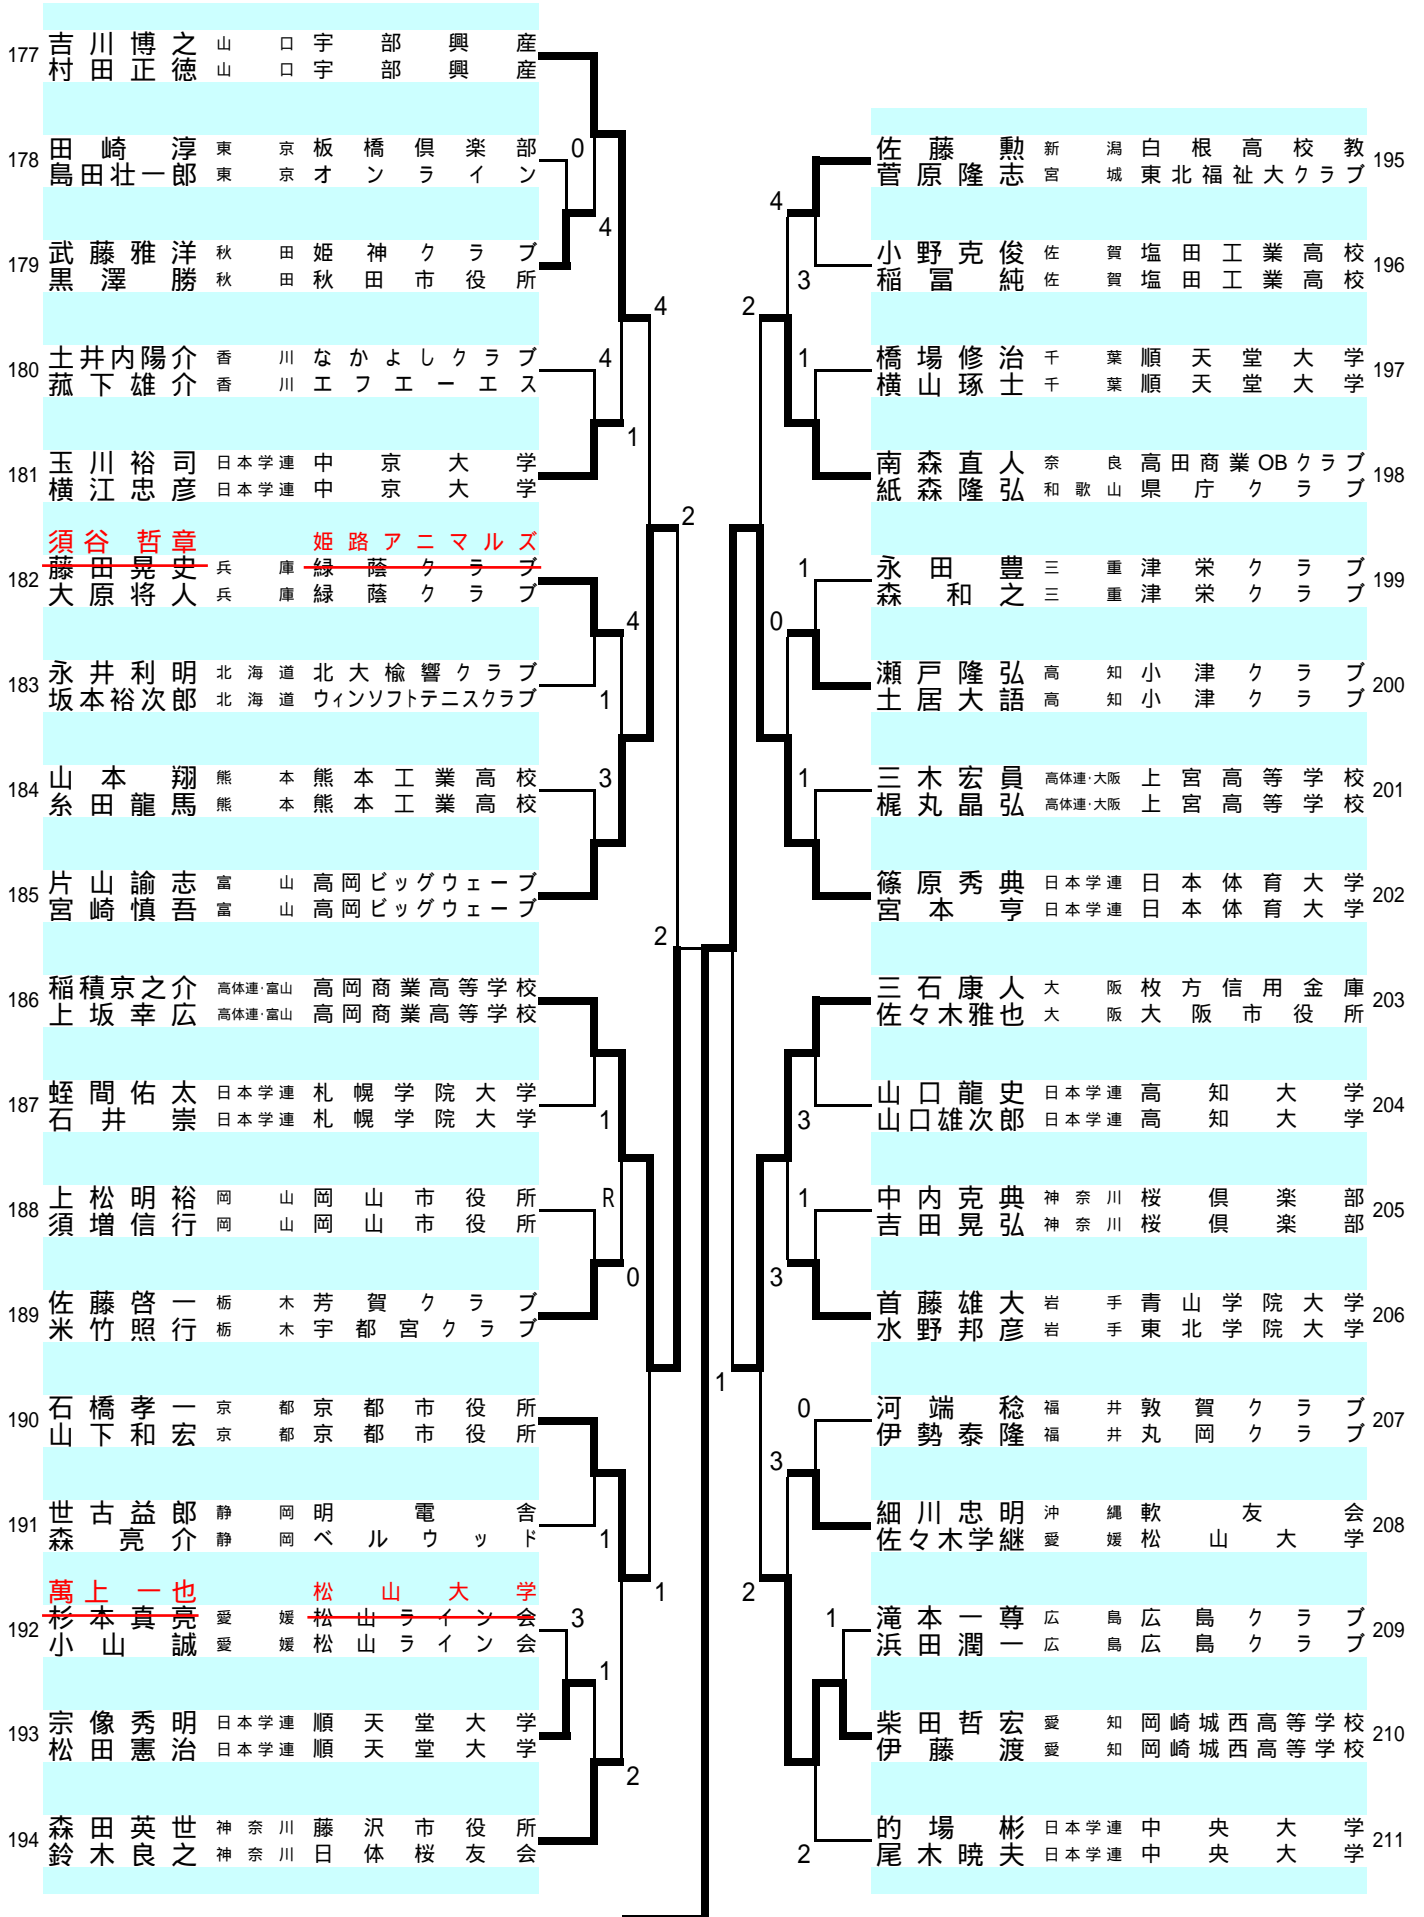 177 吉川博之 山口 宇部興産
村田正徳 山口 宇部興産
178 田崎淳 東京 板橋倶楽部
島田壮一郎 東京 オンライン
179 武藤雅洋 秋田 姫神クラブ
黒澤勝 秋田 秋田市役所
180 土井内陽介 香川 なかよしクラブ
菰下雄介 香川 エフエーエス
181 玉川裕司 日本学連 中京大学
横江忠彦 日本学連 中京大学
須谷哲章 姫路アニマルズ
182 藤田晃史 兵庫 緑蔭クラブ
大原将人 兵庫 緑蔭クラブ
183 永井利明 北海道 北大楡響クラブ
坂本裕次郎 北海道 ウィンソフトテニスクラブ
184 山本翔 熊本 熊本工業高校
糸田龍馬 熊本 熊本工業高校
185 片山諭志 富山 高岡ビッグウェーブ
宮崎慎吾 富山 高岡ビッグウェーブ
186 稲積京之介 高体連・富山 高岡商業高等学校
上坂幸広 高体連・富山 高岡商業高等学校
187 蛭間佑太 日本学連 札幌学院大学
石井崇 日本学連 札幌学院大学
188 上松明裕 岡山 岡山市役所
須増信行 岡山 岡山市役所
189 佐藤啓一 栃木 芳賀クラブ
米竹照行 栃木 宇都宮クラブ
190 石橋孝一 京都 京都市役所
山下和宏 京都 京都市役所
191 世古益郎 静岡 明電舎
森亮介 静岡 ベルウッド
萬上一也 松山大学
192 杉本真亮 愛媛 松山ライン会
小山誠 愛媛 松山ライン会
193 宗像秀明 日本学連 順天堂大学
松田憲治 日本学連 順天堂大学
194 森田英世 神奈川 藤沢市役所
鈴木良之 神奈川 日体桜友会
0
4
4
4
1
2
4
1
3
2
1
R
0
1
1
3
1
2
4
3
2
1
1
0
1
3
1
3
1
0
3
2
1
2
佐藤勲 新潟 白根高校教 195
菅原隆志 宮城 東北福祉大クラブ
小野克俊 佐賀 塩田工業高校 196
稲冨純 佐賀 塩田工業高校
橋場修治 千葉 順天堂大学 197
横山琢士 千葉 順天堂大学
南森直人 奈良 高田商業OBクラブ 198
紙森隆弘 和歌山 県庁クラブ
永田豊 三重 津栄クラブ 199
森和之 三重 津栄クラブ
瀬戸隆弘 高知 小津クラブ 200
土居大語 高知 小津クラブ
三木宏員 高体連・大阪 上宮高等学校 201
梶丸晶弘 高体連・大阪 上宮高等学校
篠原秀典 日本学連 日本体育大学 202
宮本亨 日本学連 日本体育大学
三石康人 大阪 枚方信用金庫 203
佐々木雅也 大阪 大阪市役所
山口龍史 日本学連 高知大学 204
山口雄次郎 日本学連 高知大学
中内克典 神奈川 桜倶楽部 205
吉田晃弘 神奈川 桜倶楽部
首藤雄大 岩手 青山学院大学 206
水野邦彦 岩手 東北学院大学
河端稔 福井 敦賀クラブ 207
伊勢泰隆 福井 丸岡クラブ
細川忠明 沖縄 軟友会 208
佐々木学継 愛媛 松山大学
滝本一尊 広島 広島クラブ 209
浜田潤一 広島 広島クラブ
柴田哲宏 愛知 岡崎城西高等学校 210
伊藤渡 愛知 岡崎城西高等学校
的場彬 日本学連 中央大学 211
尾木暁夫 日本学連 中央大学